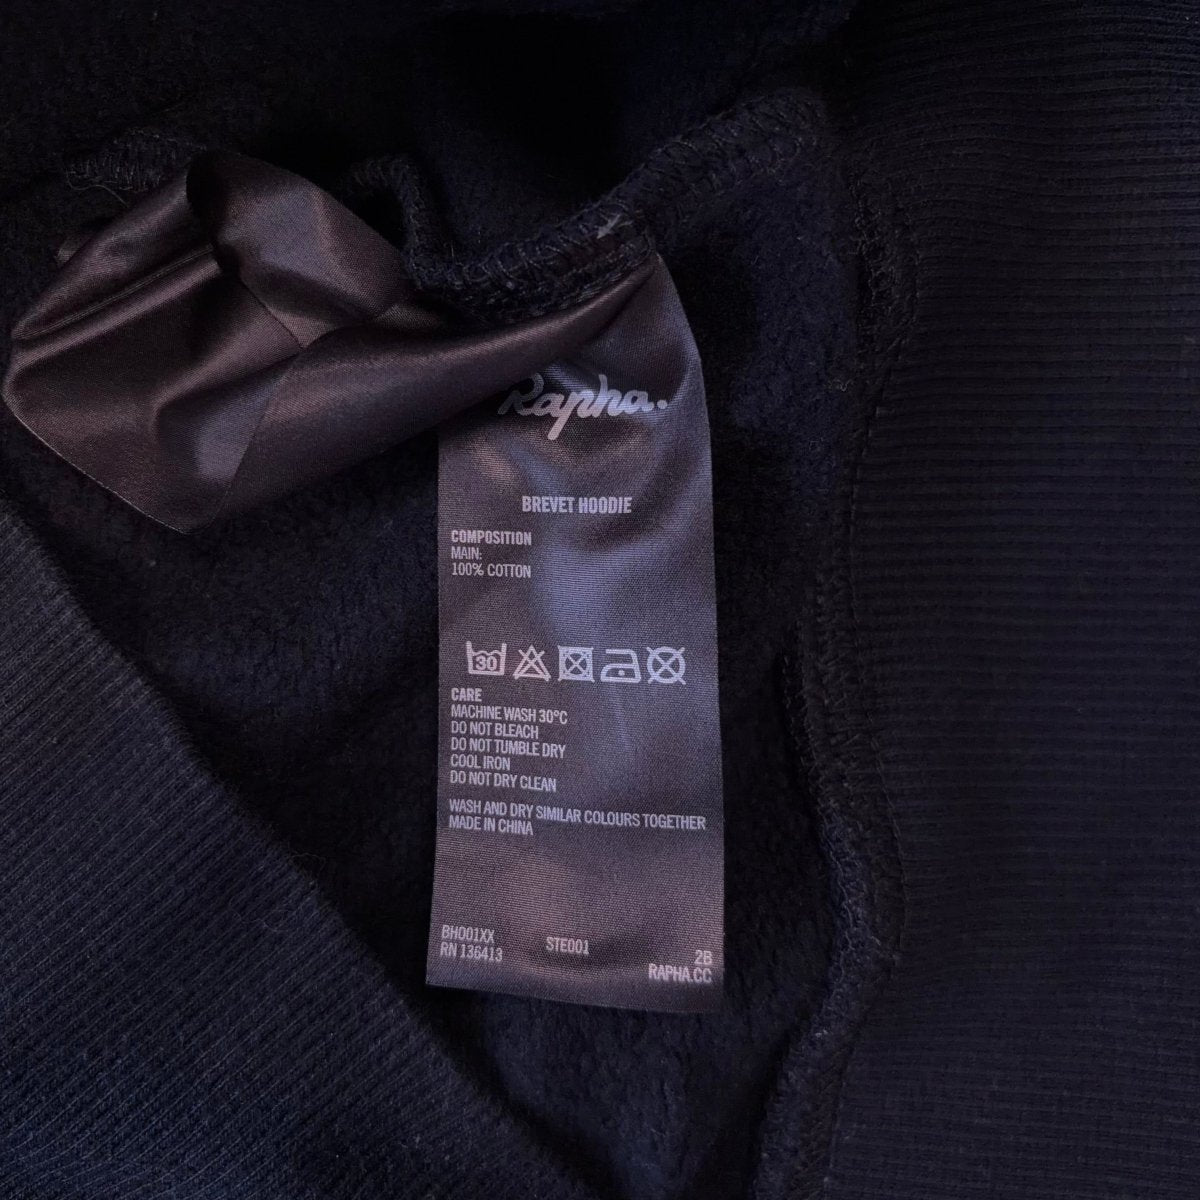 Rapha.
BREVET HOODIE
COMPOSITION
MAIN:
100% COTTON
30
CARE
MACHINE WASH 30°C
DO NOT BLEACH
DO NOT TUMBLE DRY
COOL IRON
DO NOT DRY CLEAN
WASH AND DRY SIMILAR COLOURS TOGETHER
MADE IN CHINA
BHO01XX
RN 136413
STE001
2B
RAPHA.CC